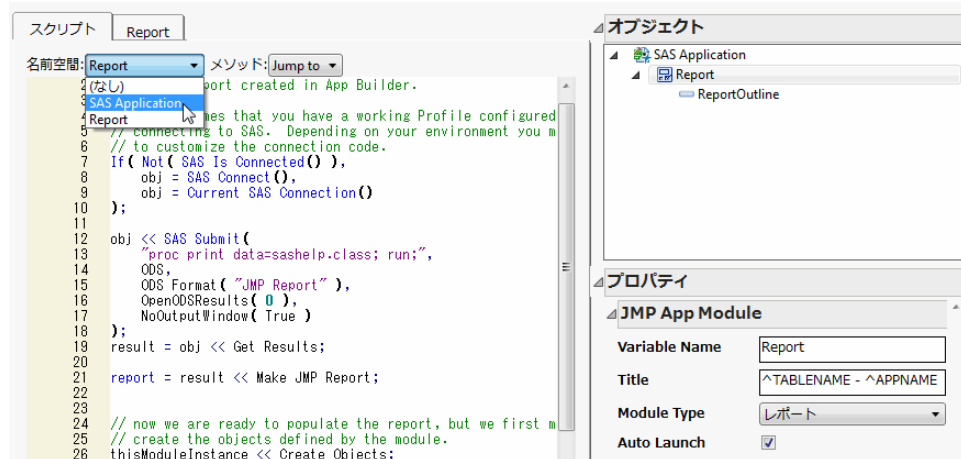 スクリプト
Report
名前空間:
Report
メソッド:
Jump to
(なし)
SAS Application
Report
2 port created in App Builder.
mes that you have a working Profile configured
5 // connecting to SAS.  Depending on your environment you m
6 // to customize the connection code.
7 If( Not( SAS Is Connected() ),
8 obj = SAS Connect(),
9 obj = Current SAS Connection()
10 );
11
12 obj << SAS Submit(
13 "proc print data=sashelp.class; run;",
14 ODS,
15 ODS Format( "JMP Report" ),
16 OpenODSResults( 0 ),
17 NoOutputWindow( True )
18 );
19 result = obj << Get Results;
20
21 report = result << Make JMP Report;
22
23
24 // now we are ready to populate the report, but we first m
25 // create the objects defined by the module.
26 thisModuleInstance << Create Objects;
オブジェクト
SAS Application
Report
ReportOutline
プロパティ
JMP App Module
Variable Name Report
Title ^TABLENAME - ^APPNAME
Module Type レポート
Auto Launch